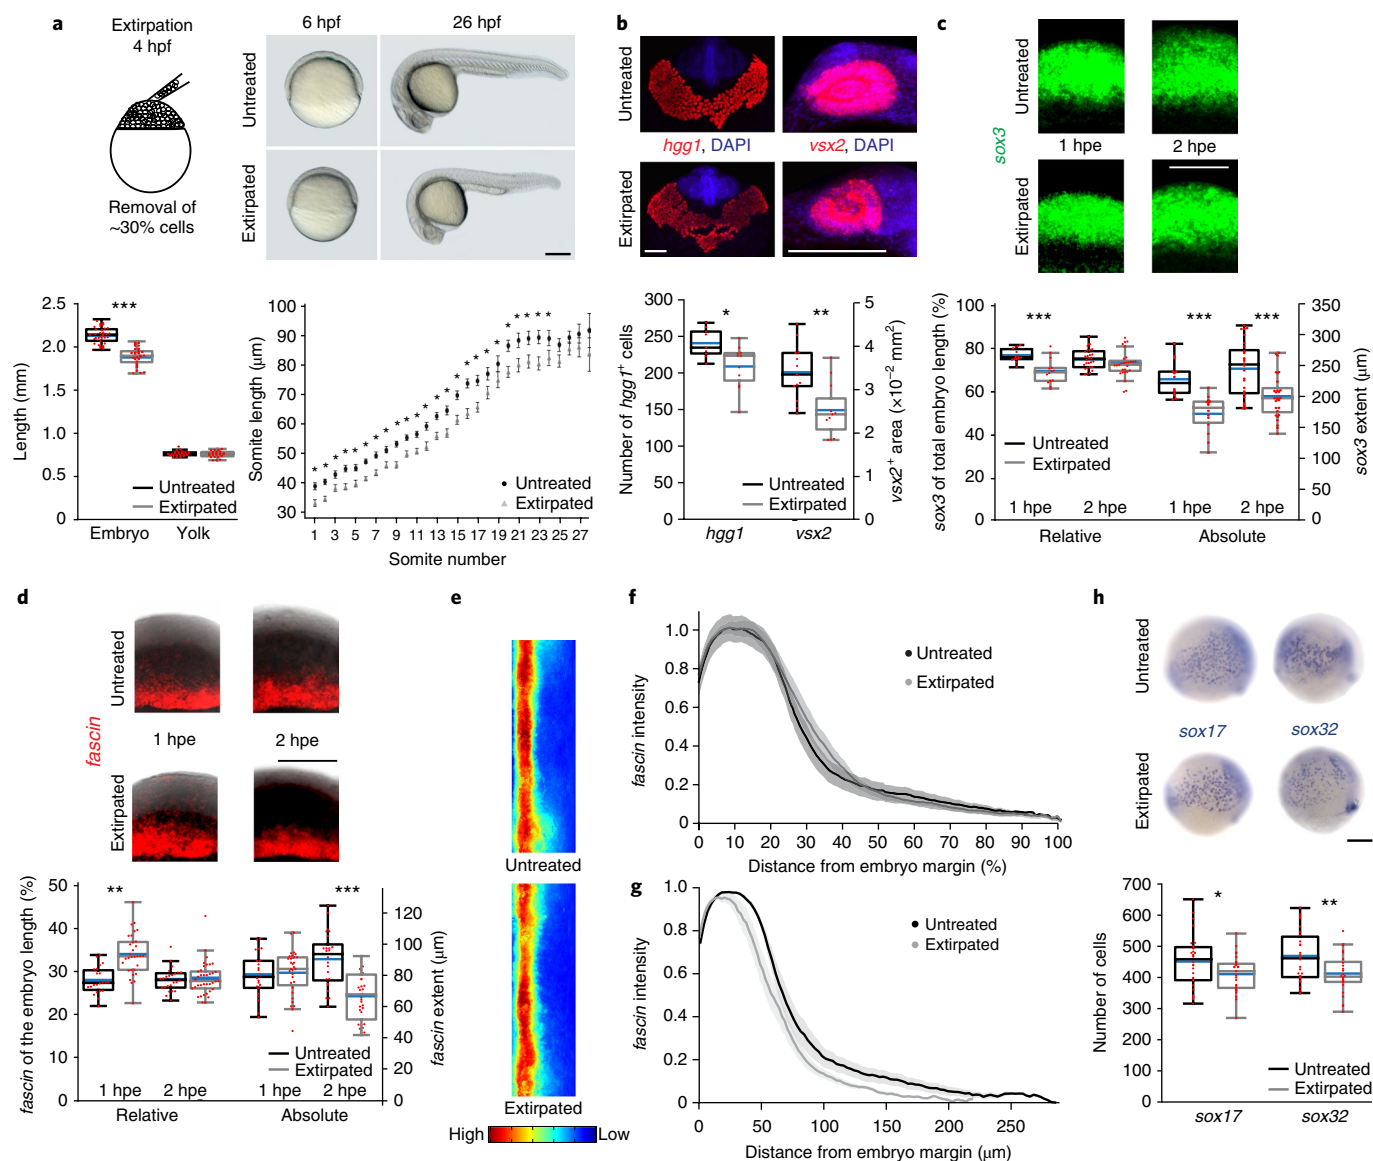 a
Extirpation
4 hpf
Removal of
~30% cells
6 hpf
26 hpf
Untreated
Extirpated
2.5
2.0
1.5
1.0
0.5
0
Length (mm)
***
Untreated
Extirpated
Embryo
Yolk
100
90
80
70
60
50
40
30
Somite length (μm)
* * * * * * * * * * * * * * * * * * * * * * * *
Untreated
Extirpated
1 3 5 7 9 11 13 15 17 19 21 23 25 27
Somite number
b
Untreated
hgg1, DAPI
vsx2, DAPI
Extirpated
300
250
200
150
100
50
0
Number of hgg1+ cells
*
**
5
4
3
2
1
0
vsx2+ area (×10−2 mm2)
Untreated
Extirpated
hgg1
vsx2
c
Untreated
sox3
1 hpe
2 hpe
Extirpated
100
80
60
40
20
0
sox3 of total embryo length (%)
***
***
***
350
300
250
200
150
100
50
0
sox3 extent (μm)
Untreated
Extirpated
1 hpe
2 hpe
1 hpe
2 hpe
Relative
Absolute
d
Untreated
fascin
1 hpe
2 hpe
Extirpated
50
40
30
20
10
0
fascin of the embryo length (%)
**
***
120
100
80
60
40
20
0
fascin extent (μm)
Untreated
Extirpated
1 hpe
2 hpe
1 hpe
2 hpe
Relative
Absolute
e
Untreated
Extirpated
High
Low
f
1.0
0.8
0.6
0.4
0.2
0
fascin intensity
Untreated
Extirpated
0 10 20 30 40 50 60 70 80 90 100
Distance from embryo margin (%)
g
1.0
0.8
0.6
0.4
0.2
0
fascin intensity
Untreated
Extirpated
0 50 100 150 200 250
Distance from embryo margin (μm)
h
Untreated
sox17
sox32
Extirpated
700
600
500
400
300
200
100
0
Number of cells
*
**
Untreated
Extirpated
sox17
sox32